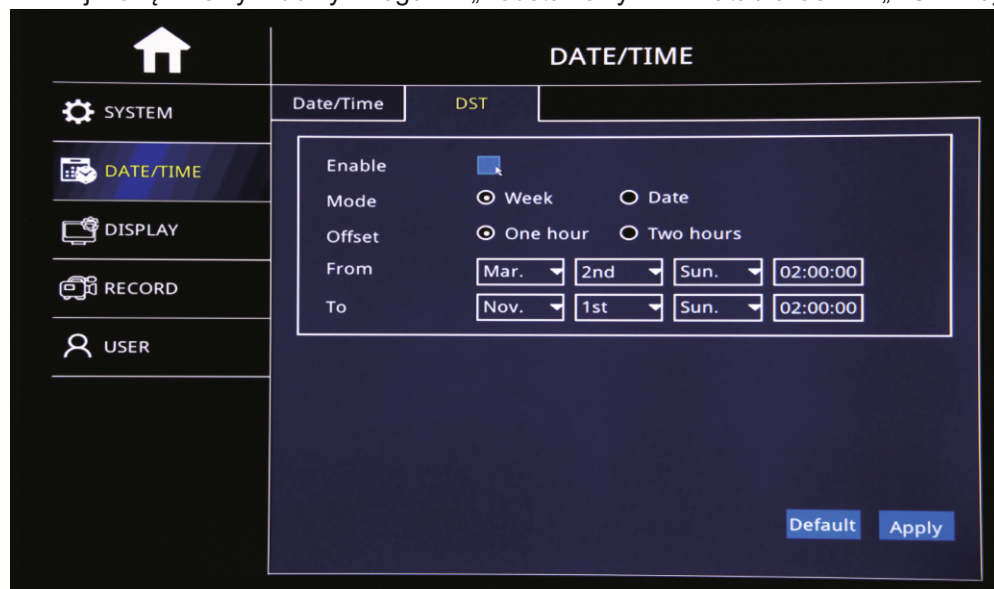 DATE/TIME
SYSTEM
DATE/TIME
DISPLAY
RECORD
USER
Date/Time DST
Enable
Mode Week Date
Offset One hour Two hours
From Mar. 2nd Sun. 02:00:00
To Nov. 1st Sun. 02:00:00
Default Apply